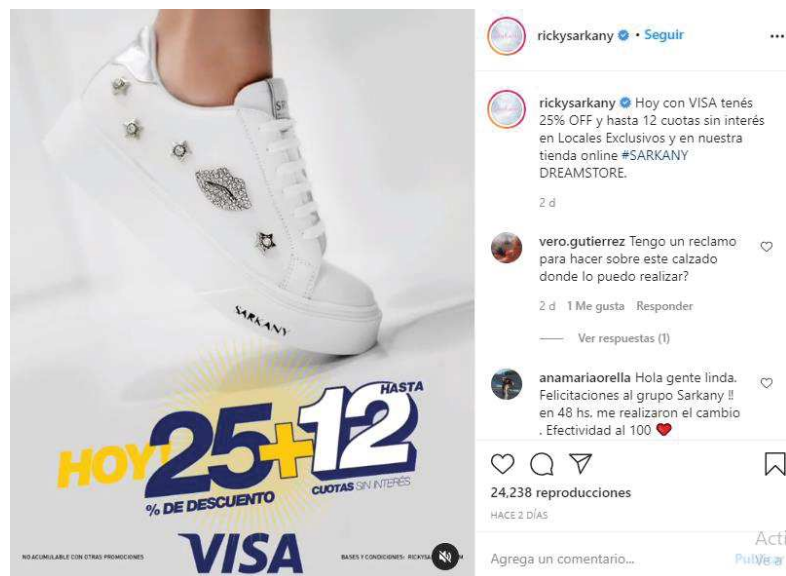 SARKANY
HOY!
25+12
HASTA
% DE DESCUENTO
CUOTAS SIN INTERÉS
VISA
NO ACUMULABLE CON OTRAS PROMOCIONES
BASES Y CONDICIONES:
rickysarkany • Seguir
rickysarkany Hoy con VISA tenés
25% OFF y hasta 12 cuotas sin interés
en Locales Exclusivos y en nuestra
tienda online #SARKANY
DREAMSTORE.
2 d
vero.gutierrez Tengo un reclamo
para hacer sobre este calzado
donde lo puedo realizar?
2 d 1 Me gusta Responder
Ver respuestas (1)
anamariaorella Hola gente linda.
Felicitaciones al grupo Sarkany !!
en 48 hs. me realizaron el cambio
. Efectividad al 100 ❤
24,238 reproducciones
HACE 2 DÍAS
Agrega un comentario...